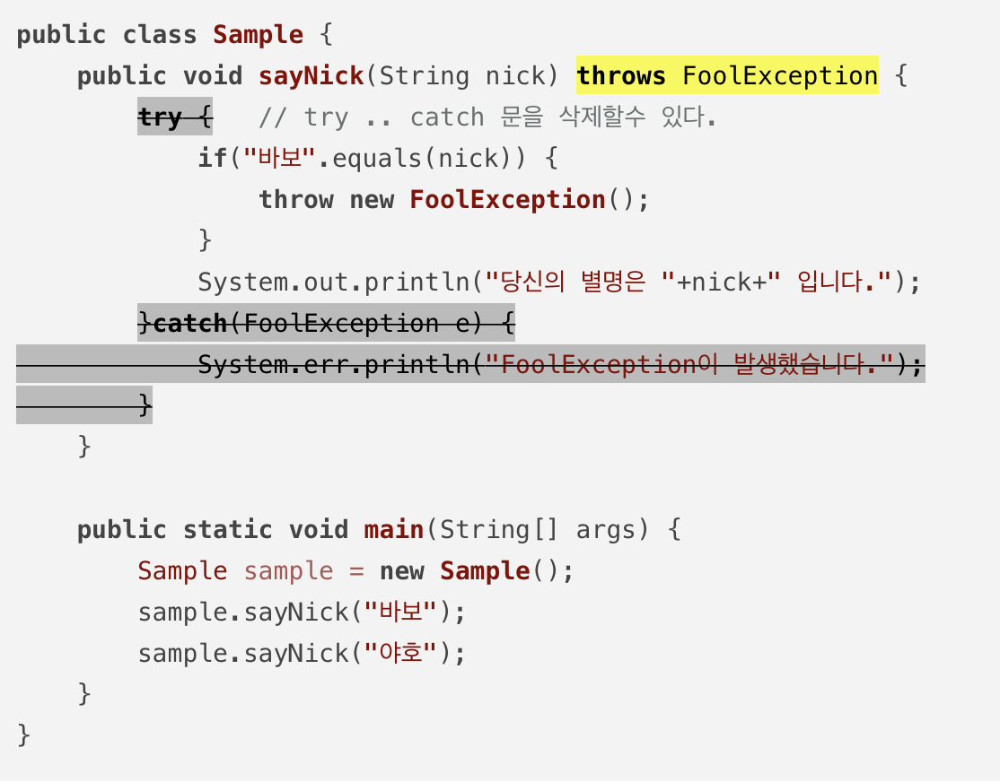 public class Sample {
    public void sayNick(String nick) throws FoolException {
        try {   // try .. catch 문을 삭제할수 있다.
            if("바보".equals(nick)) {
                throw new FoolException();
            }
            System.out.println("당신의 별명은 "+nick+" 입니다.");
        }catch(FoolException e) {
            System.err.println("FoolException이 발생했습니다.");
        }
    }

    public static void main(String[] args) {
        Sample sample = new Sample();
        sample.sayNick("바보");
        sample.sayNick("야호");
    }
}